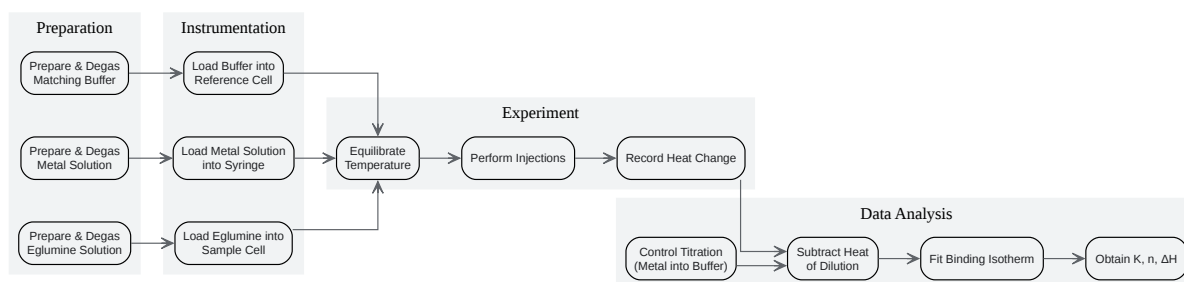 Preparation
Instrumentation
Prepare & Degas
Matching Buffer
Load Buffer into
Reference Cell
Experiment
Prepare & Degas
Metal Solution
Load Metal Solution
into Syringe
Equilibrate
Temperature
Perform Injections
Record Heat Change
Data Analysis
Prepare & Degas
Eglumine Solution
Load Eglumine into
Sample Cell
Control Titration
(Metal into Buffer)
Subtract Heat
of Dilution
Fit Binding Isotherm
Obtain K, n, ΔH